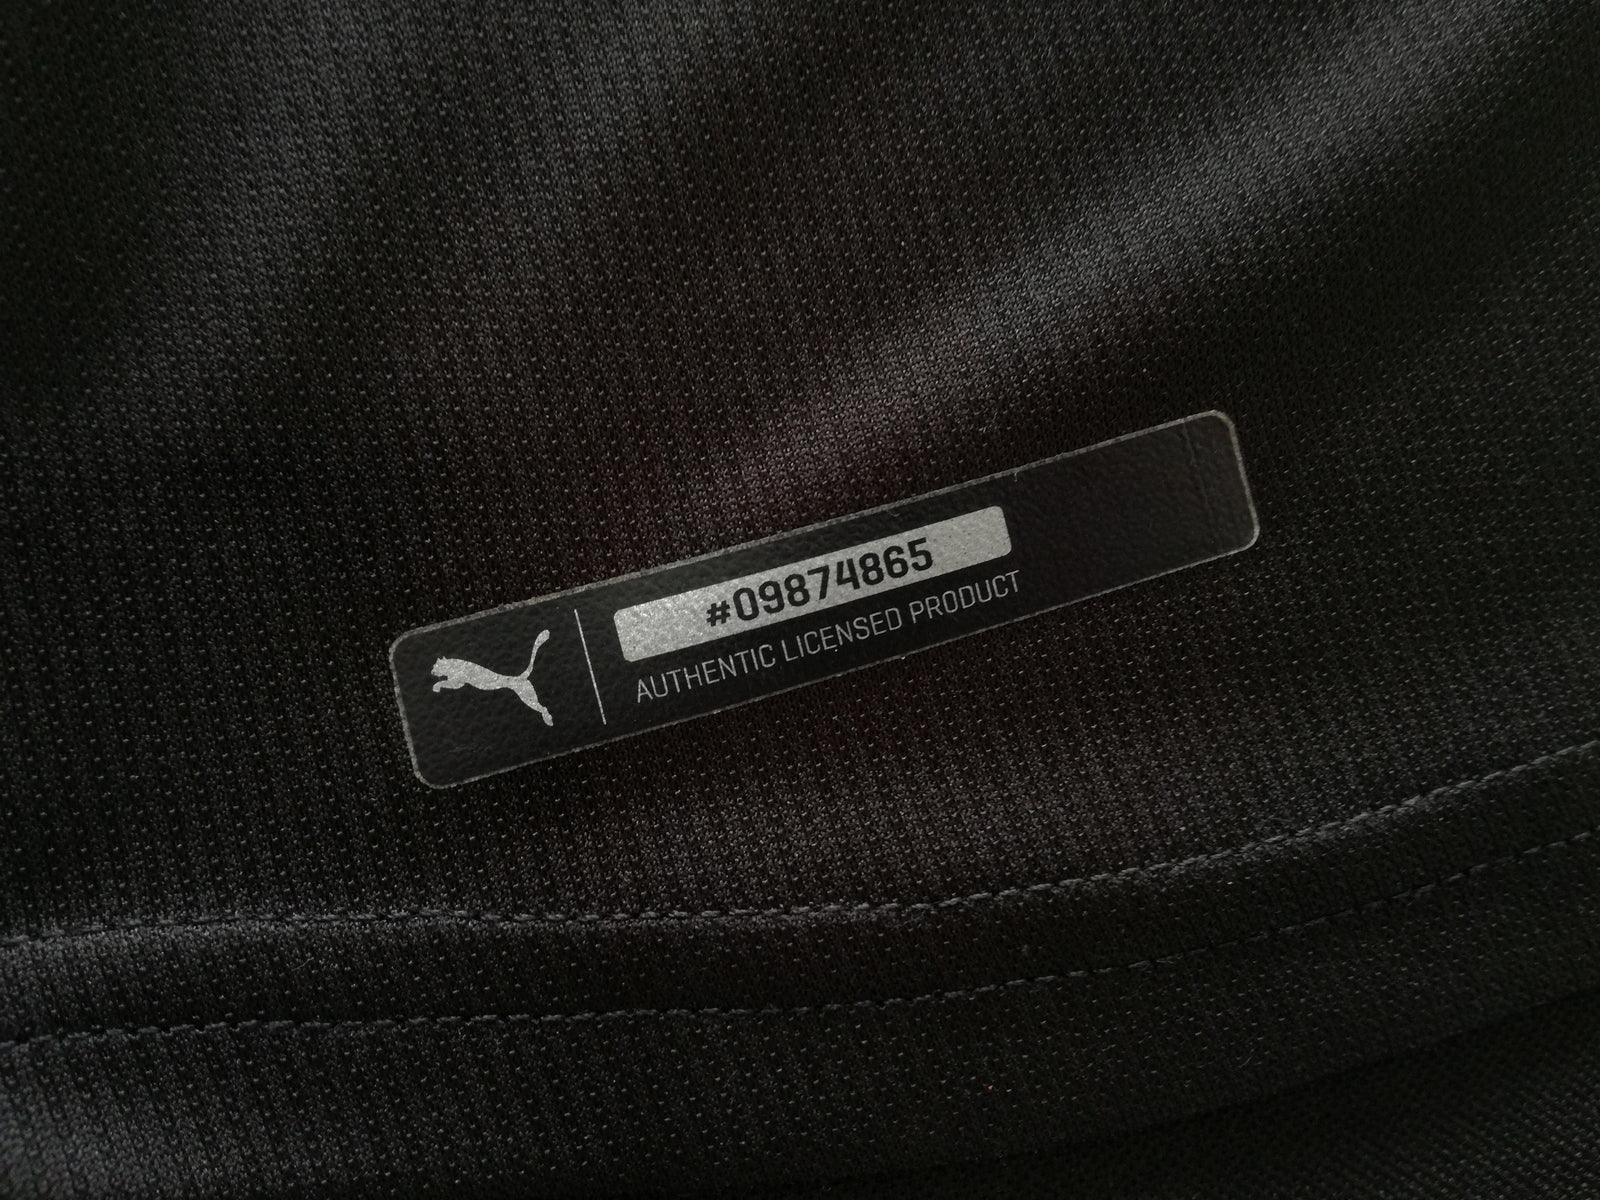 #09874865
AUTHENTIC LICENSED PRODUCT